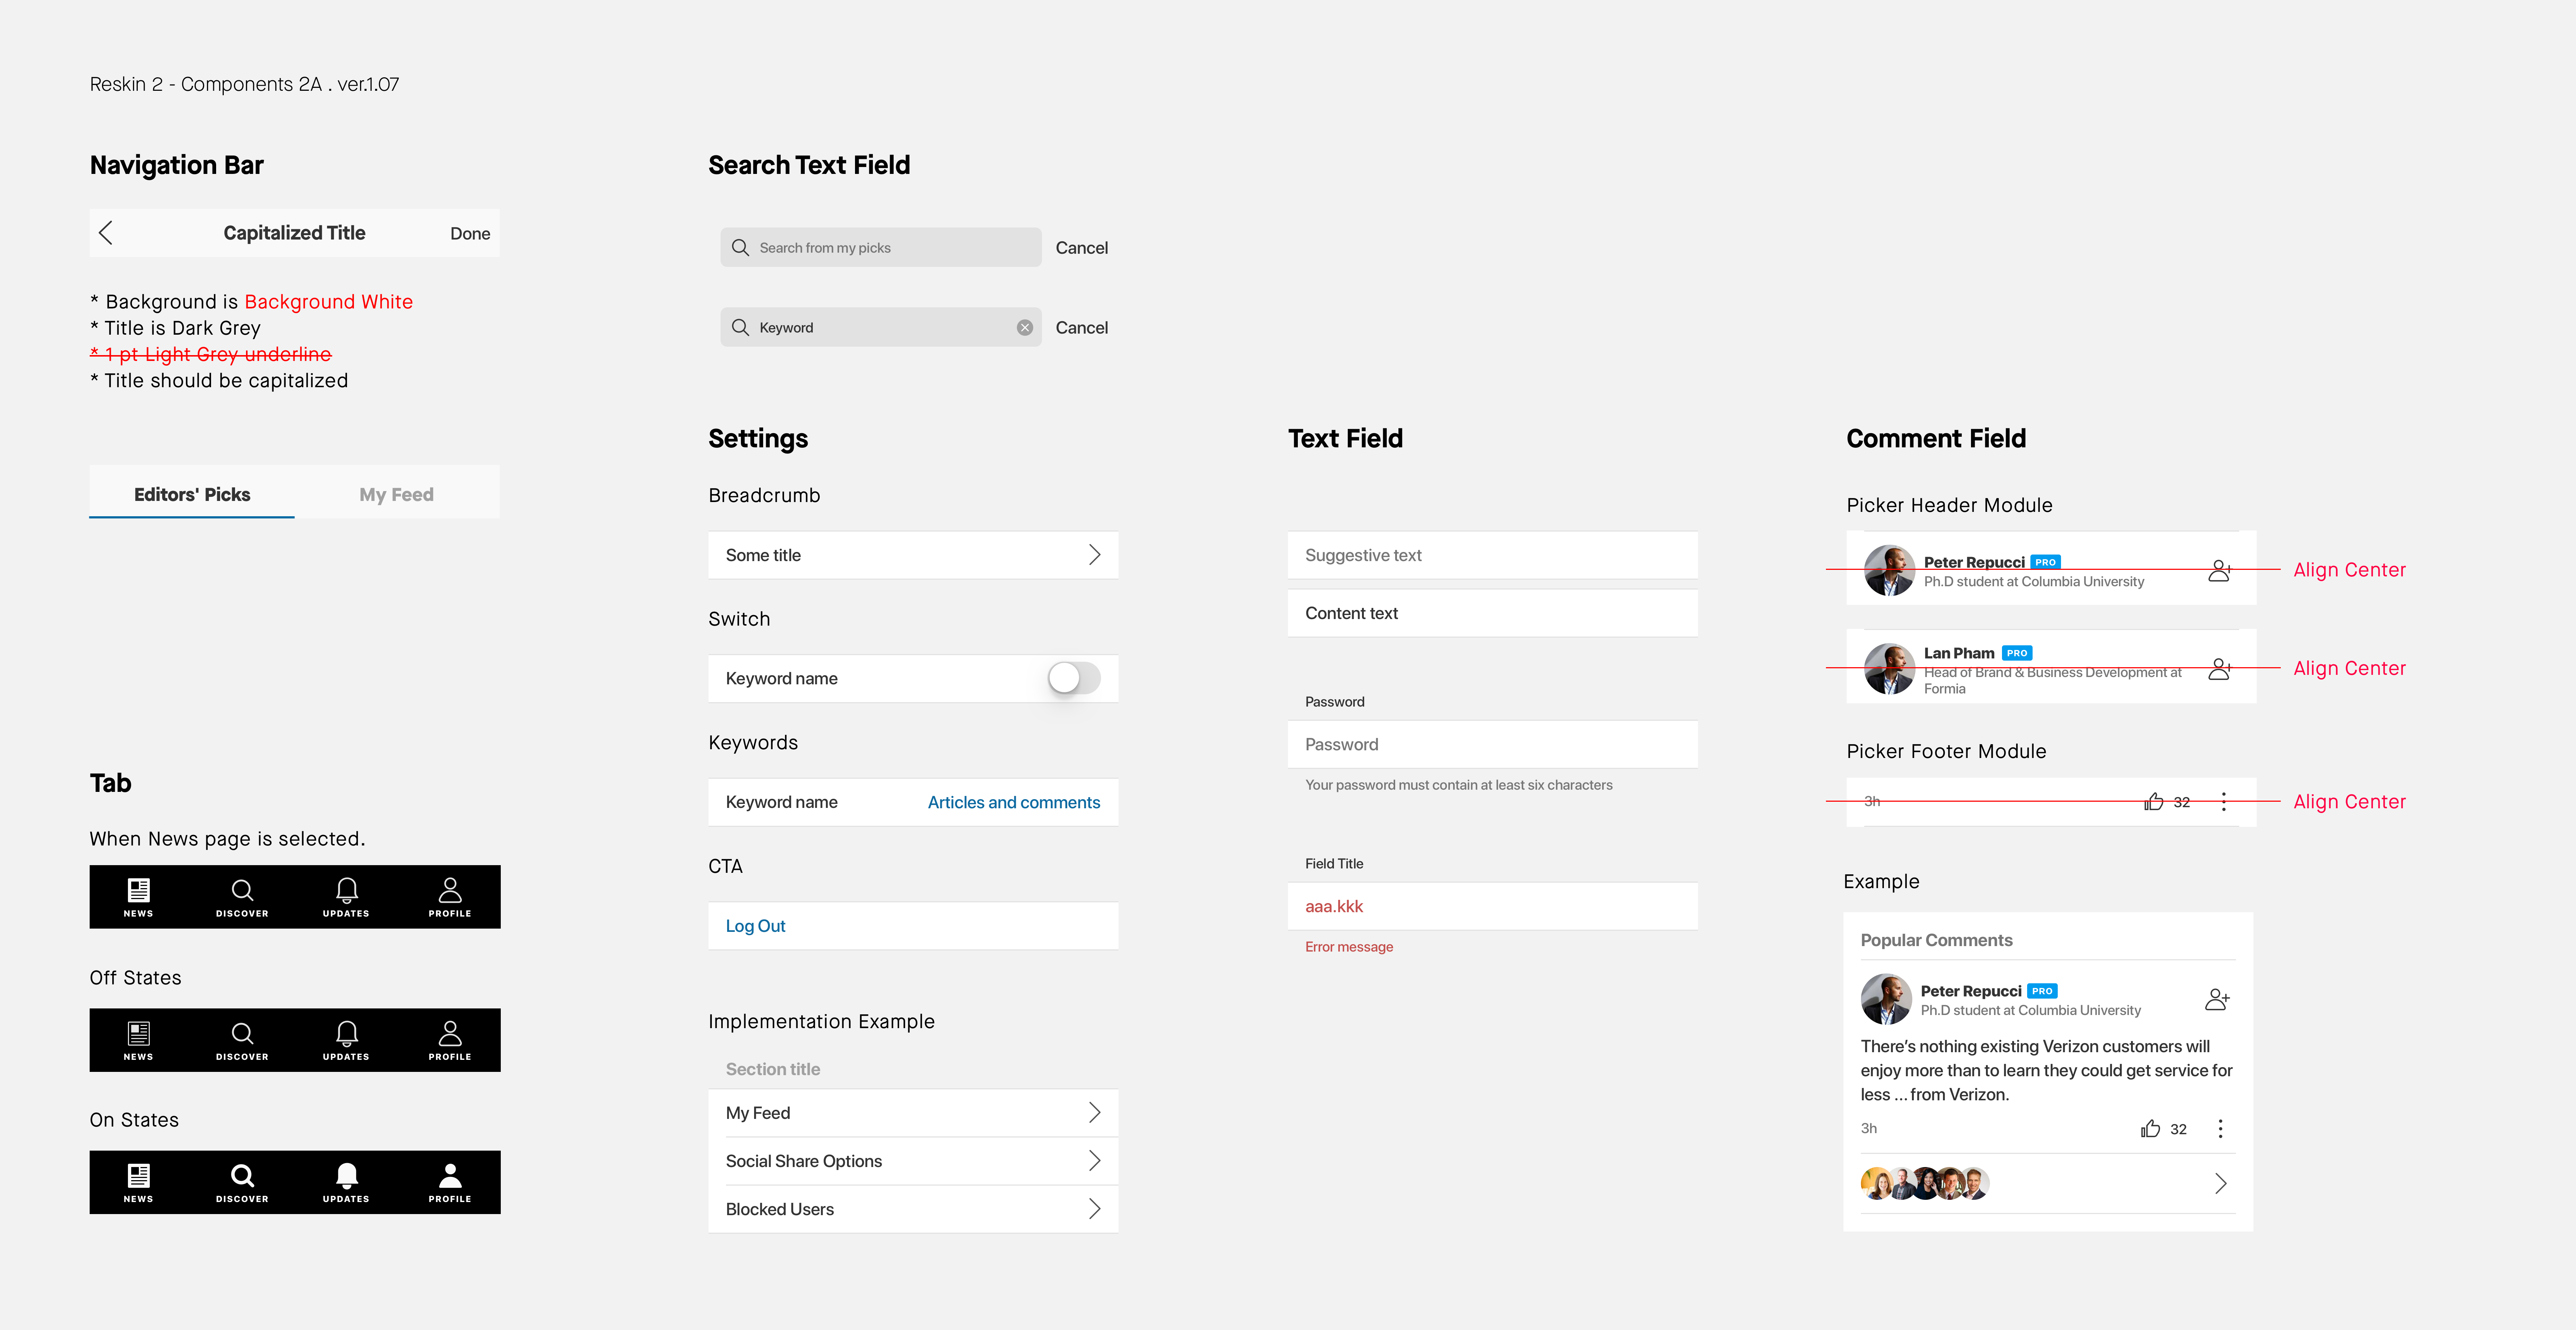 Reskin 2 - Components 2A . ver.1.07
Navigation Bar
Capitalized Title
Done
* Background is Background White
* Title is Dark Grey
* 1 pt Light Grey underline
* Title should be capitalized
Editors' Picks
My Feed
Tab
When News page is selected.
NEWS
DISCOVER
UPDATES
PROFILE
Off States
NEWS
DISCOVER
UPDATES
PROFILE
On States
NEWS
DISCOVER
UPDATES
PROFILE
Search Text Field
Search from my picks
Cancel
Keyword
Cancel
Settings
Breadcrumb
Some title
Switch
Keyword name
Keywords
Keyword name
Articles and comments
CTA
Log Out
Implementation Example
Section title
My Feed
Social Share Options
Blocked Users
Text Field
Suggestive text
Content text
Password
Password
Your password must contain at least six characters
Field Title
aaa.kkk
Error message
Comment Field
Picker Header Module
Peter Repucci PRO
Ph.D student at Columbia University
Align Center
Lan Pham PRO
Head of Brand & Business Development at
Formia
Align Center
Picker Footer Module
3h
32
Align Center
Example
Popular Comments
Peter Repucci PRO
Ph.D student at Columbia University
There’s nothing existing Verizon customers will
enjoy more than to learn they could get service for
less ... from Verizon.
3h
32